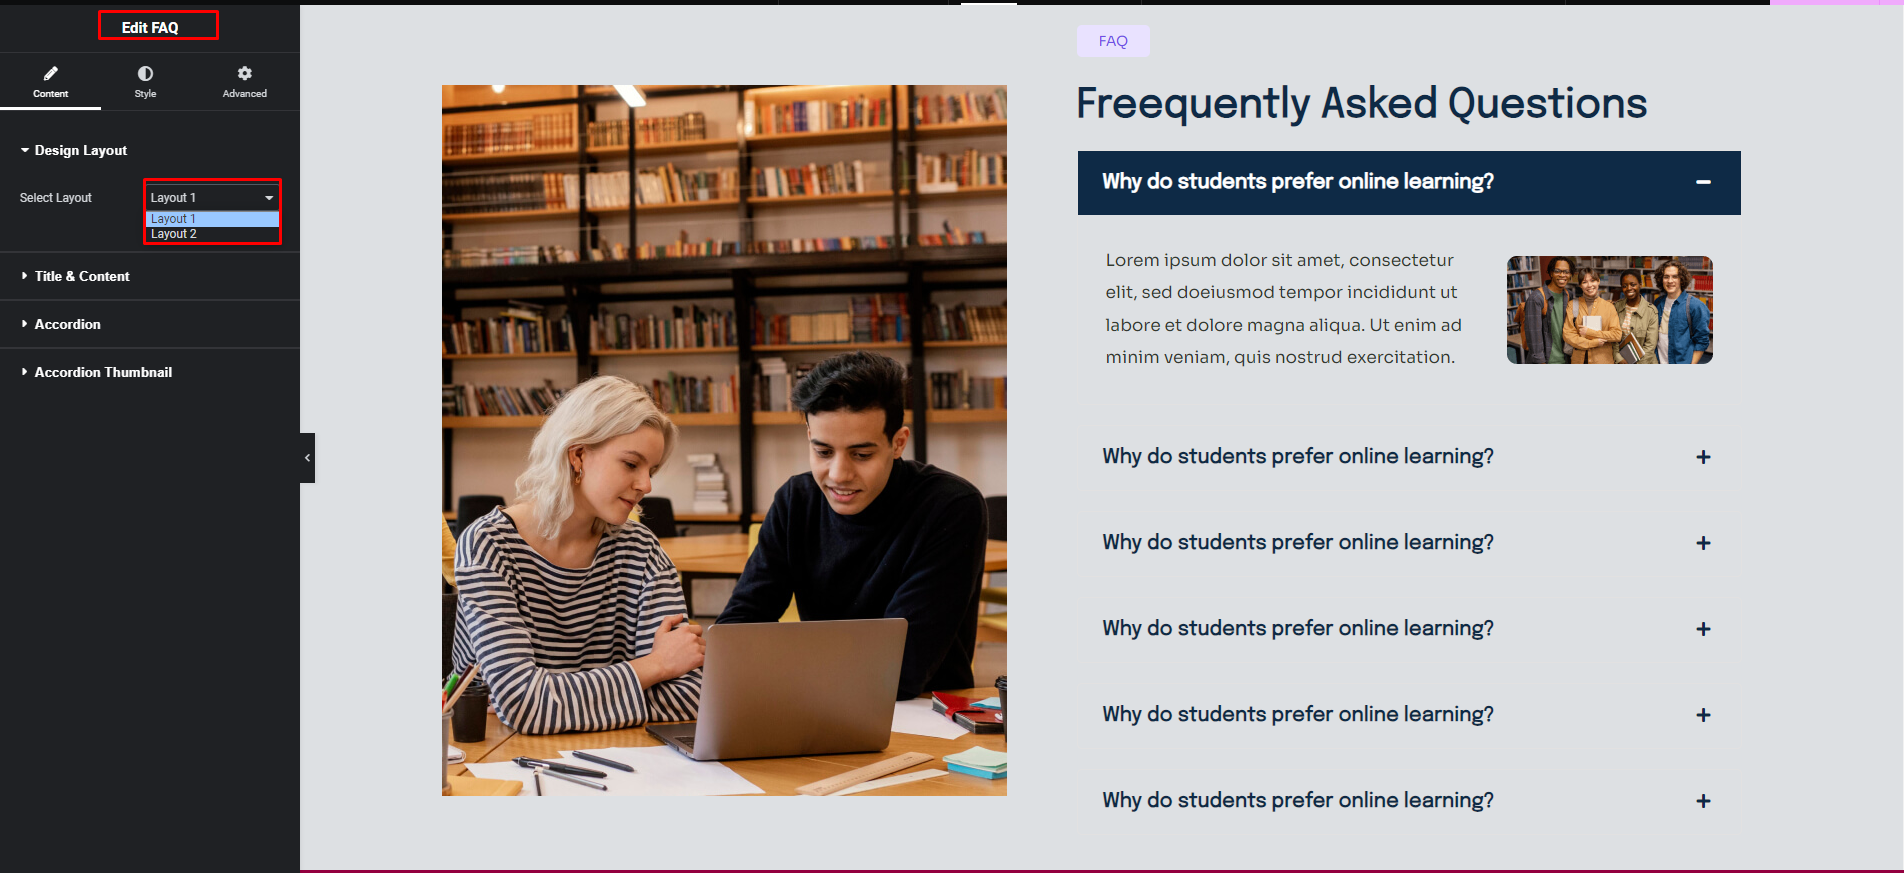 Edit FAQ
Content
Style
Advanced
Design Layout
Select Layout
Layout 1
Layout 1
Layout 2
Title & Content
Accordion
Accordion Thumbnail
FAQ
Freequently Asked Questions
Why do students prefer online learning?
Lorem ipsum dolor sit amet, consectetur
elit, sed doeiusmod tempor incididunt ut
labore et dolore magna aliqua. Ut enim ad
minim veniam, quis nostrud exercitation.
Why do students prefer online learning?
Why do students prefer online learning?
Why do students prefer online learning?
Why do students prefer online learning?
Why do students prefer online learning?